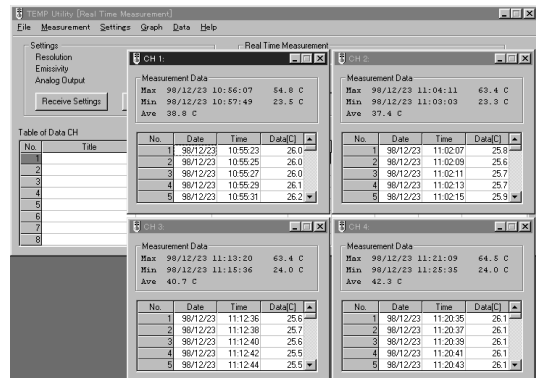 TEMP Utility [Real Time Measurement]
File Measurement Settings Graph Data Help
Settings
Resolution
Emissivity
Analog Output
Receive Settings
Real Time Measurement
Table of Data CH
No. Title
1
2
3
4
5
6
7
8
CH 1:
Measurement Data
Max 98/12/23 10:56:07 54.8 C
Min 98/12/23 10:57:49 23.5 C
Ave 38.8 C
No. Date Time Data[C]
1 98/12/23 10:55:23 26.0
2 98/12/23 10:55:25 26.0
3 98/12/23 10:55:27 26.0
4 98/12/23 10:55:29 26.1
5 98/12/23 10:55:31 26.2
CH 2:
Measurement Data
Max 98/12/23 11:04:11 63.4 C
Min 98/12/23 11:03:03 23.3 C
Ave 37.4 C
No. Date Time Data[C]
1 98/12/23 11:02:07 25.8
2 98/12/23 11:02:09 25.6
3 98/12/23 11:02:11 25.7
4 98/12/23 11:02:13 25.7
5 98/12/23 11:02:15 25.9
CH 3:
Measurement Data
Max 98/12/23 11:13:20 63.4 C
Min 98/12/23 11:15:36 24.0 C
Ave 40.7 C
No. Date Time Data[C]
1 98/12/23 11:12:36 25.6
2 98/12/23 11:12:38 25.7
3 98/12/23 11:12:40 25.6
4 98/12/23 11:12:42 25.5
5 98/12/23 11:12:44 25.5
CH 4:
Measurement Data
Max 98/12/23 11:21:09 64.5 C
Min 98/12/23 11:25:35 24.0 C
Ave 42.3 C
No. Date Time Data[C]
1 98/12/23 11:20:35 26.1
2 98/12/23 11:20:37 26.1
3 98/12/23 11:20:39 26.1
4 98/12/23 11:20:41 26.1
5 98/12/23 11:20:43 26.1